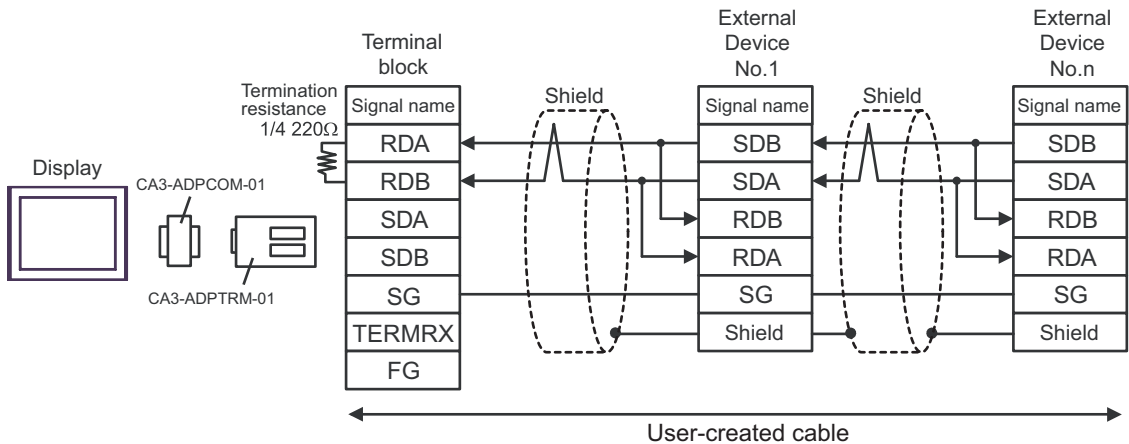 Display
CA3-ADPCOM-01
CA3-ADPTRM-01
Termination
resistance
1/4 220Ω
Terminal
block
Signal name
RDA
RDB
SDA
SDB
SG
TERMRX
FG
Shield
External
Device
No.1
Signal name
SDB
SDA
RDB
RDA
SG
Shield
Shield
External
Device
No.n
Signal name
SDB
SDA
RDB
RDA
SG
Shield
User-created cable